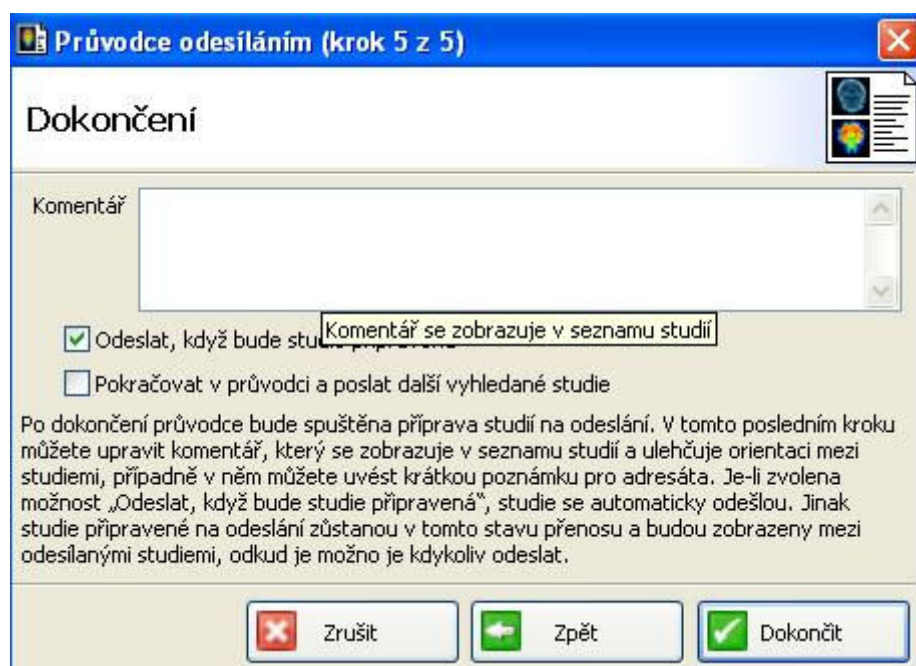 Průvodce odesíláním (krok 5 z 5)
Dokončení
Komentář
Komentář se zobrazuje v seznamu studií
Odeslat, když bude
Pokračovat v průvodci a poslat další vyhledané studie
Po dokončení průvodce bude spuštěna příprava studií na odeslání. V tomto posledním kroku
můžete upravit komentář, který se zobrazuje v seznamu studií a ulehčuje orientaci mezi
studiemi, případně v něm můžete uvést krátkou poznámku pro adresáta. Je-li zvolena
možnost „Odeslat, když bude studie připravená“, studie se automaticky odešlou. Jinak
studie připravené na odeslání zůstanou v tomto stavu přenosu a budou zobrazeny mezi
odesílanými studiemi, odkud je možno je kdykoliv odeslat.
Zrušit
Zpět
Dokončit